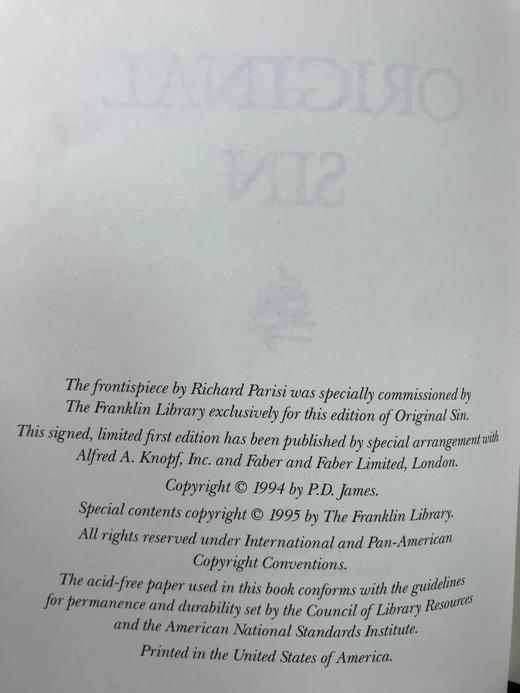 ORIGINAL
SIN
The frontispiece by Richard Parisi was specially commissioned by
The Franklin Library exclusively for this edition of Original Sin.
This signed, limited first edition has been published by special arrangement with
Alfred A. Knopf, Inc. and Faber and Faber Limited, London.
Copyright © 1994 by P.D. James.
Special contents copyright © 1995 by The Franklin Library.
All rights reserved under International and Pan-American
Copyright Conventions.
The acid-free paper used in this book conforms with the guidelines
for permanence and durability set by the Council of Library Resources
and the American National Standards Institute.
Printed in the United States of America.